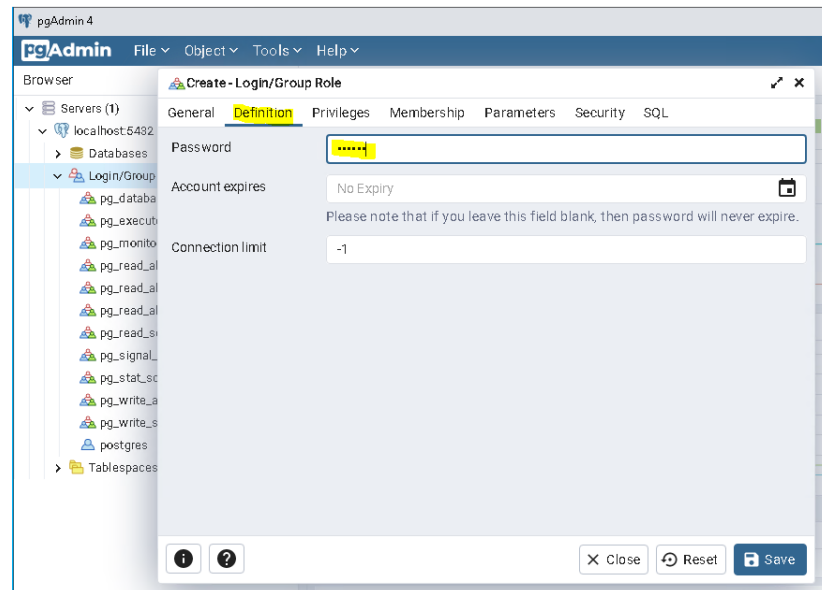 pgAdmin 4
pgAdmin File Object Tools Help
Browser
Servers (1)
localhost:5432
Databases
Login/Group
pg_databa
pg_execut
pg_monito
pg_read_al
pg_read_al
pg_read_al
pg_read_se
pg_signal_
pg_stat_sc
pg_write_a
pg_write_s
postgres
Tablespaces
Create - Login/Group Role
General Definition Privileges Membership Parameters Security SQL
Password ••••••
Account expires No Expiry
Please note that if you leave this field blank, then password will never expire.
Connection limit -1
Close Reset Save